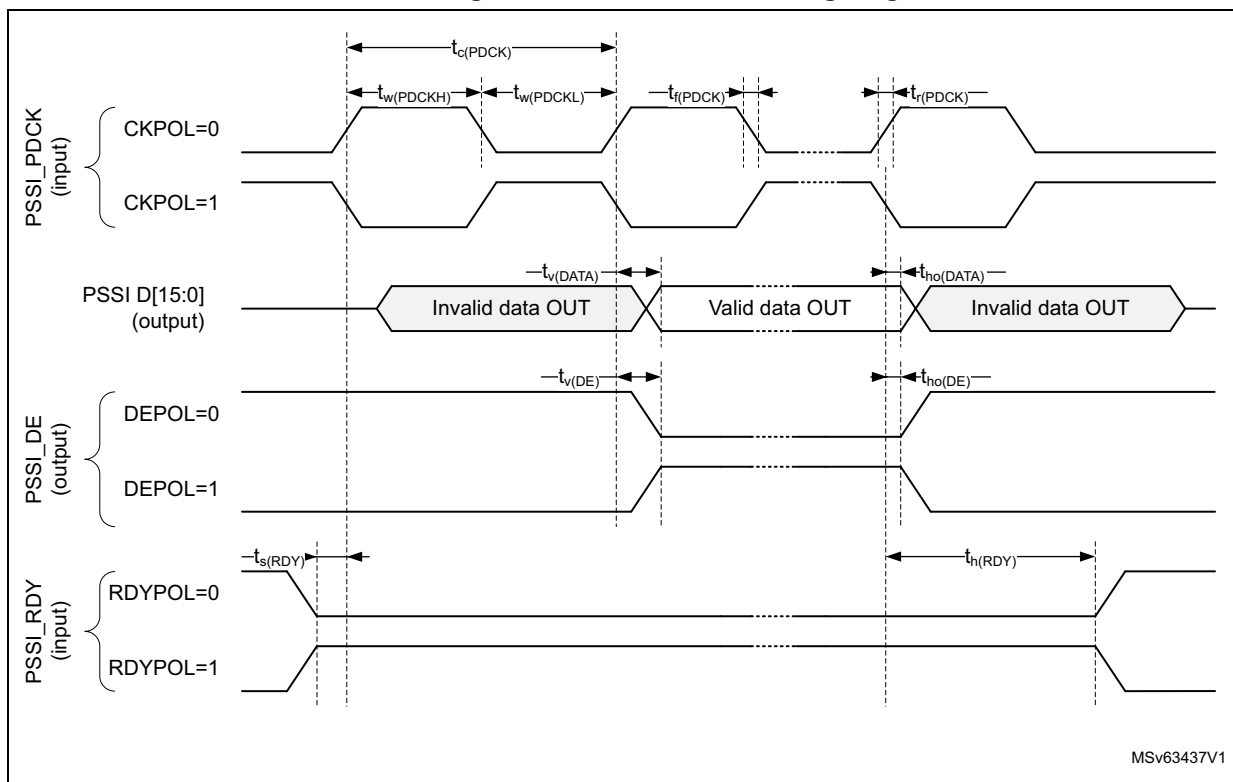 tc(PDCK)
tw(PDCKH)
tw(PDCKL)
tf(PDCK)
tr(PDCK)
PSSI_PDCK
(input)
CKPOL=0
CKPOL=1
tv(DATA)
tho(DATA)
PSSI D[15:0]
(output)
Invalid data OUT
Valid data OUT
Invalid data OUT
tv(DE)
tho(DE)
PSSI_DE
(output)
DEPOL=0
DEPOL=1
ts(RDY)
th(RDY)
PSSI_RDY
(input)
RDYPOL=0
RDYPOL=1
MSv63437V1